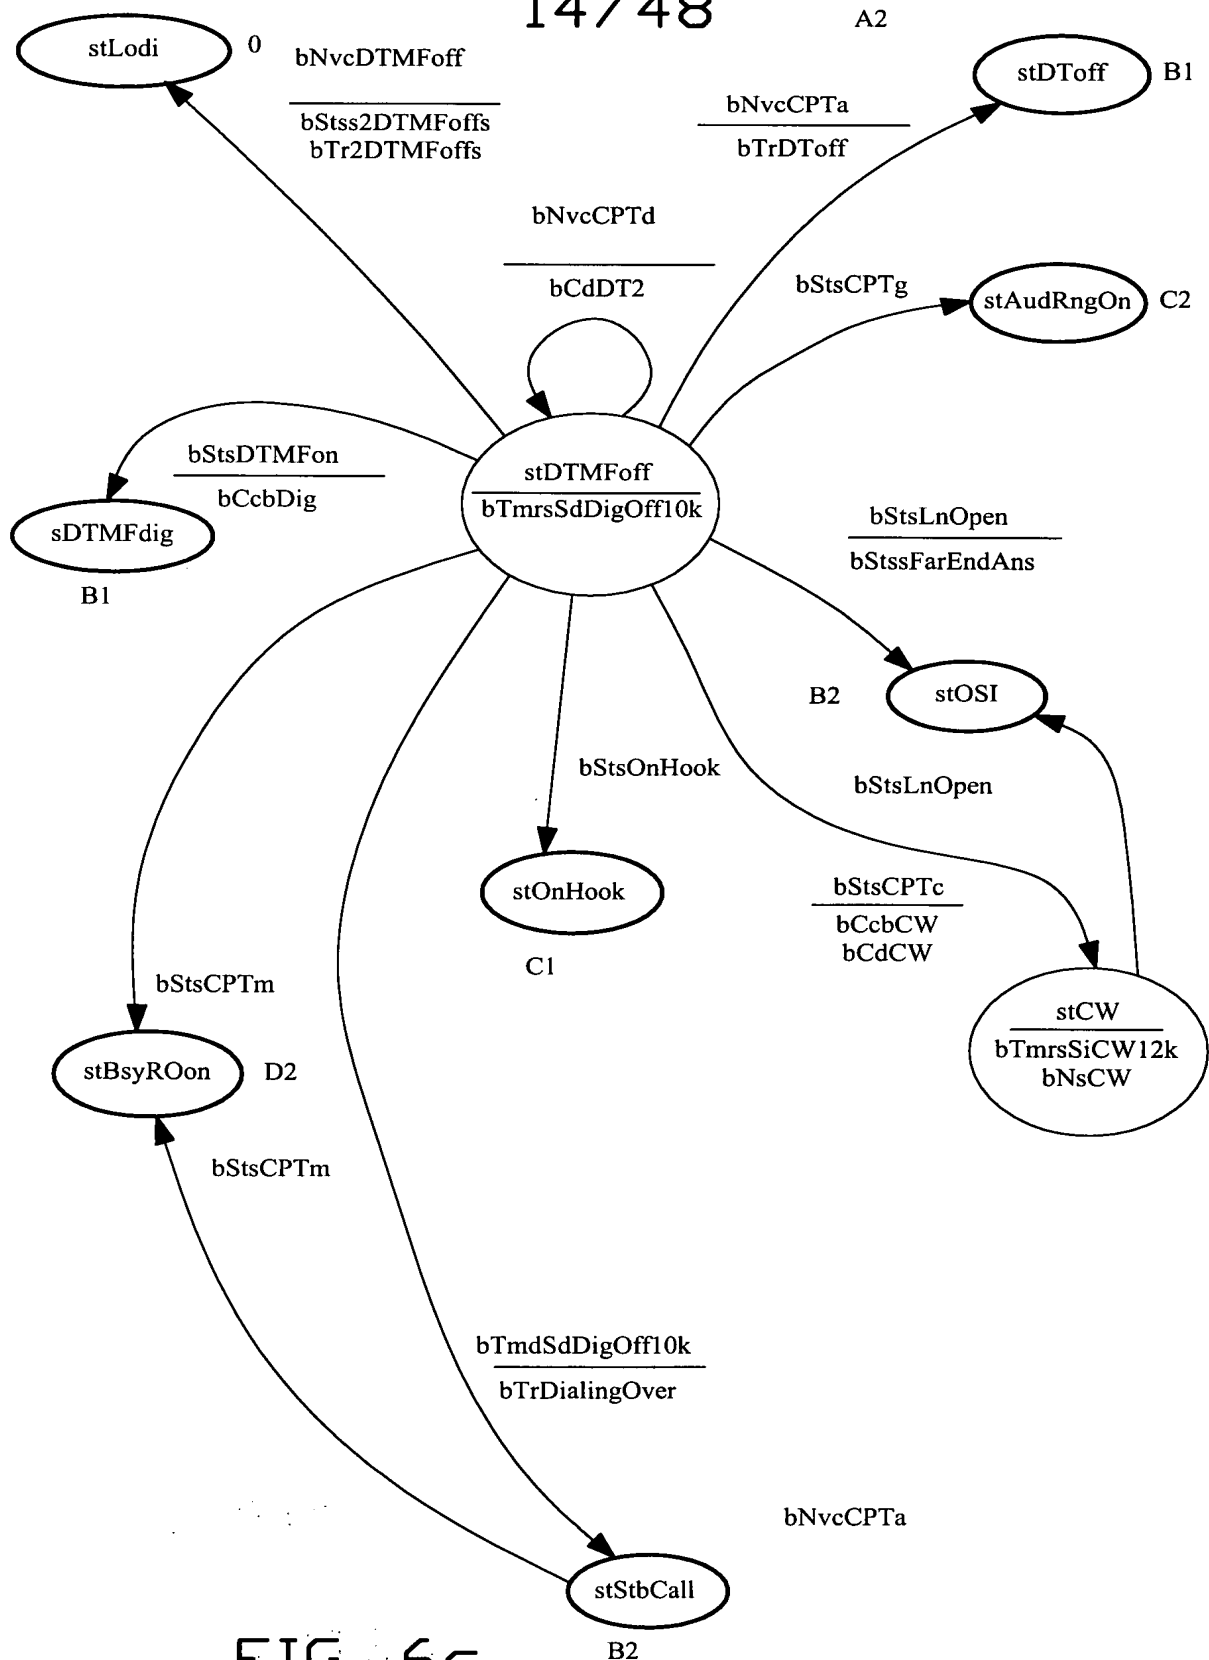 14/48
A2
stLodi
0
bNvcDTMFoff
bStss2DTMFoffs
bTr2DTMFoffs
bNvcCPTa
bTrDToff
stDToff
B1
bNvcCPTd
bCdDT2
bStsCPTg
stAudRngOn
C2
bStsDTMFon
bCcbDig
sDTMFdig
B1
stDTMFoff
bTmrsSdDigOff10k
bStsLnOpen
bStssFarEndAns
B2
stOSI
bStsOnHook
bStsLnOpen
stOnHook
C1
bStsCPTc
bCcbCW
bCdCW
bStsCPTm
stCW
bTmrsSiCW12k
bNsCW
stBsyROon
D2
bStsCPTm
bTmdSdDigOff10k
bTrDialingOver
bNvcCPTa
stStbCall
B2
FIG. 6c